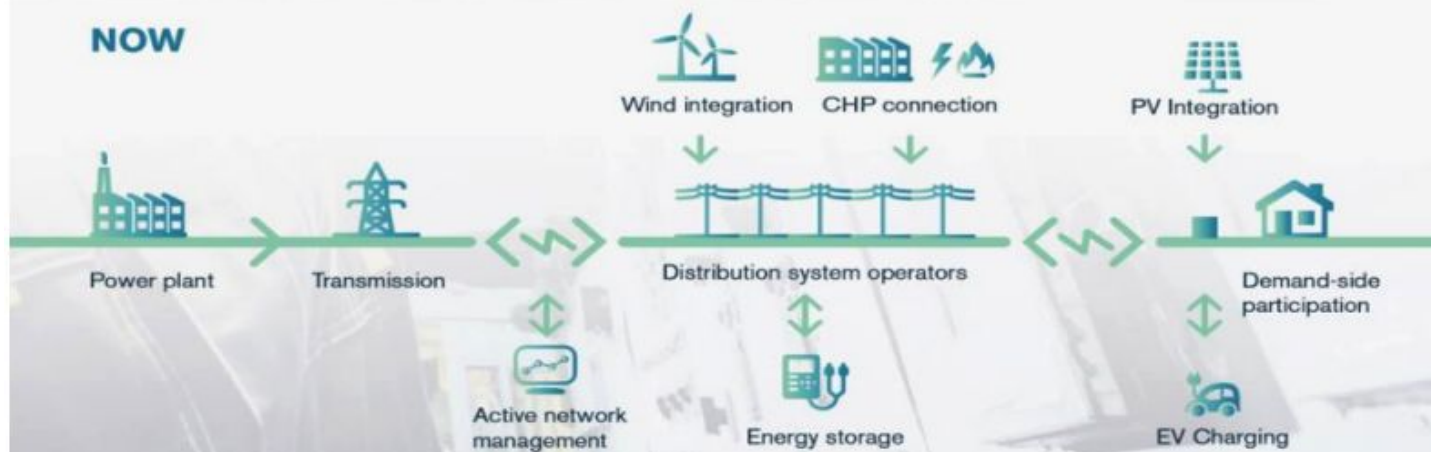 NOW
Wind integration
CHP connection
PV Integration
Power plant
Transmission
Distribution system operators
Demand-side
participation
Active network
management
Energy storage
EV Charging